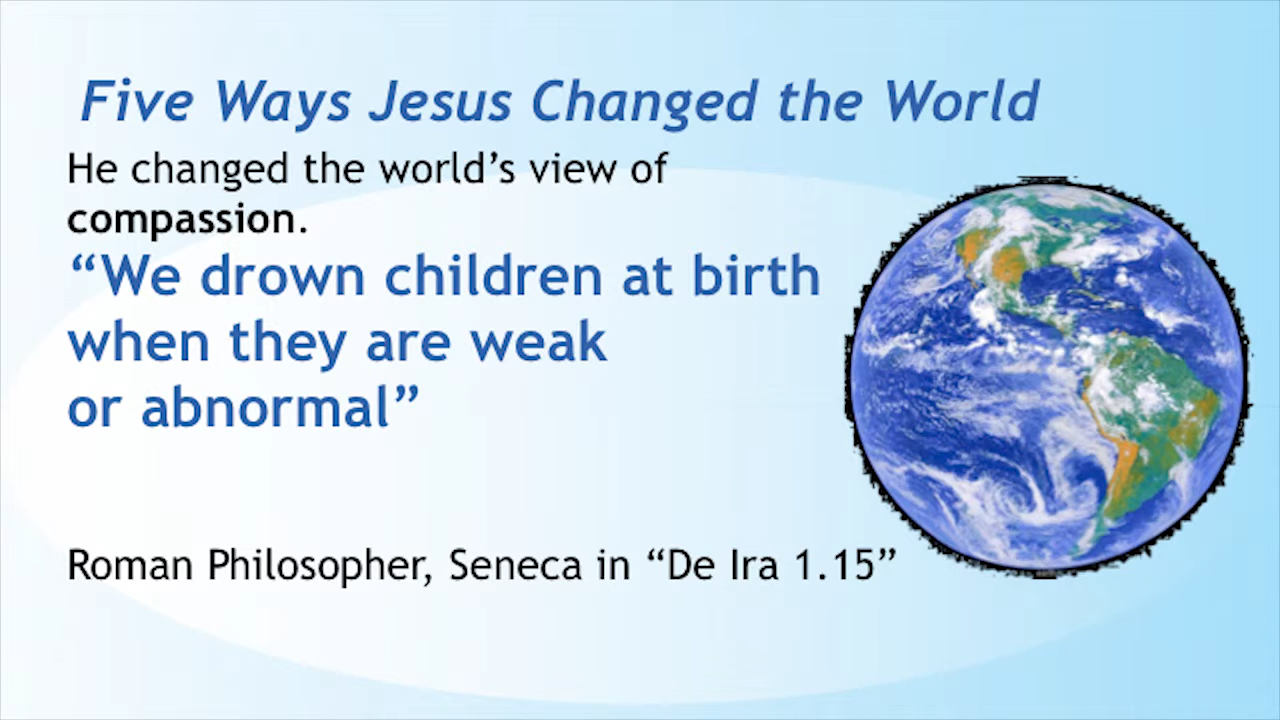 Five Ways Jesus Changed the World
He changed the world’s view of
compassion.
“We drown children at birth
when they are weak
or abnormal”
Roman Philosopher, Seneca in “De Ira 1.15”